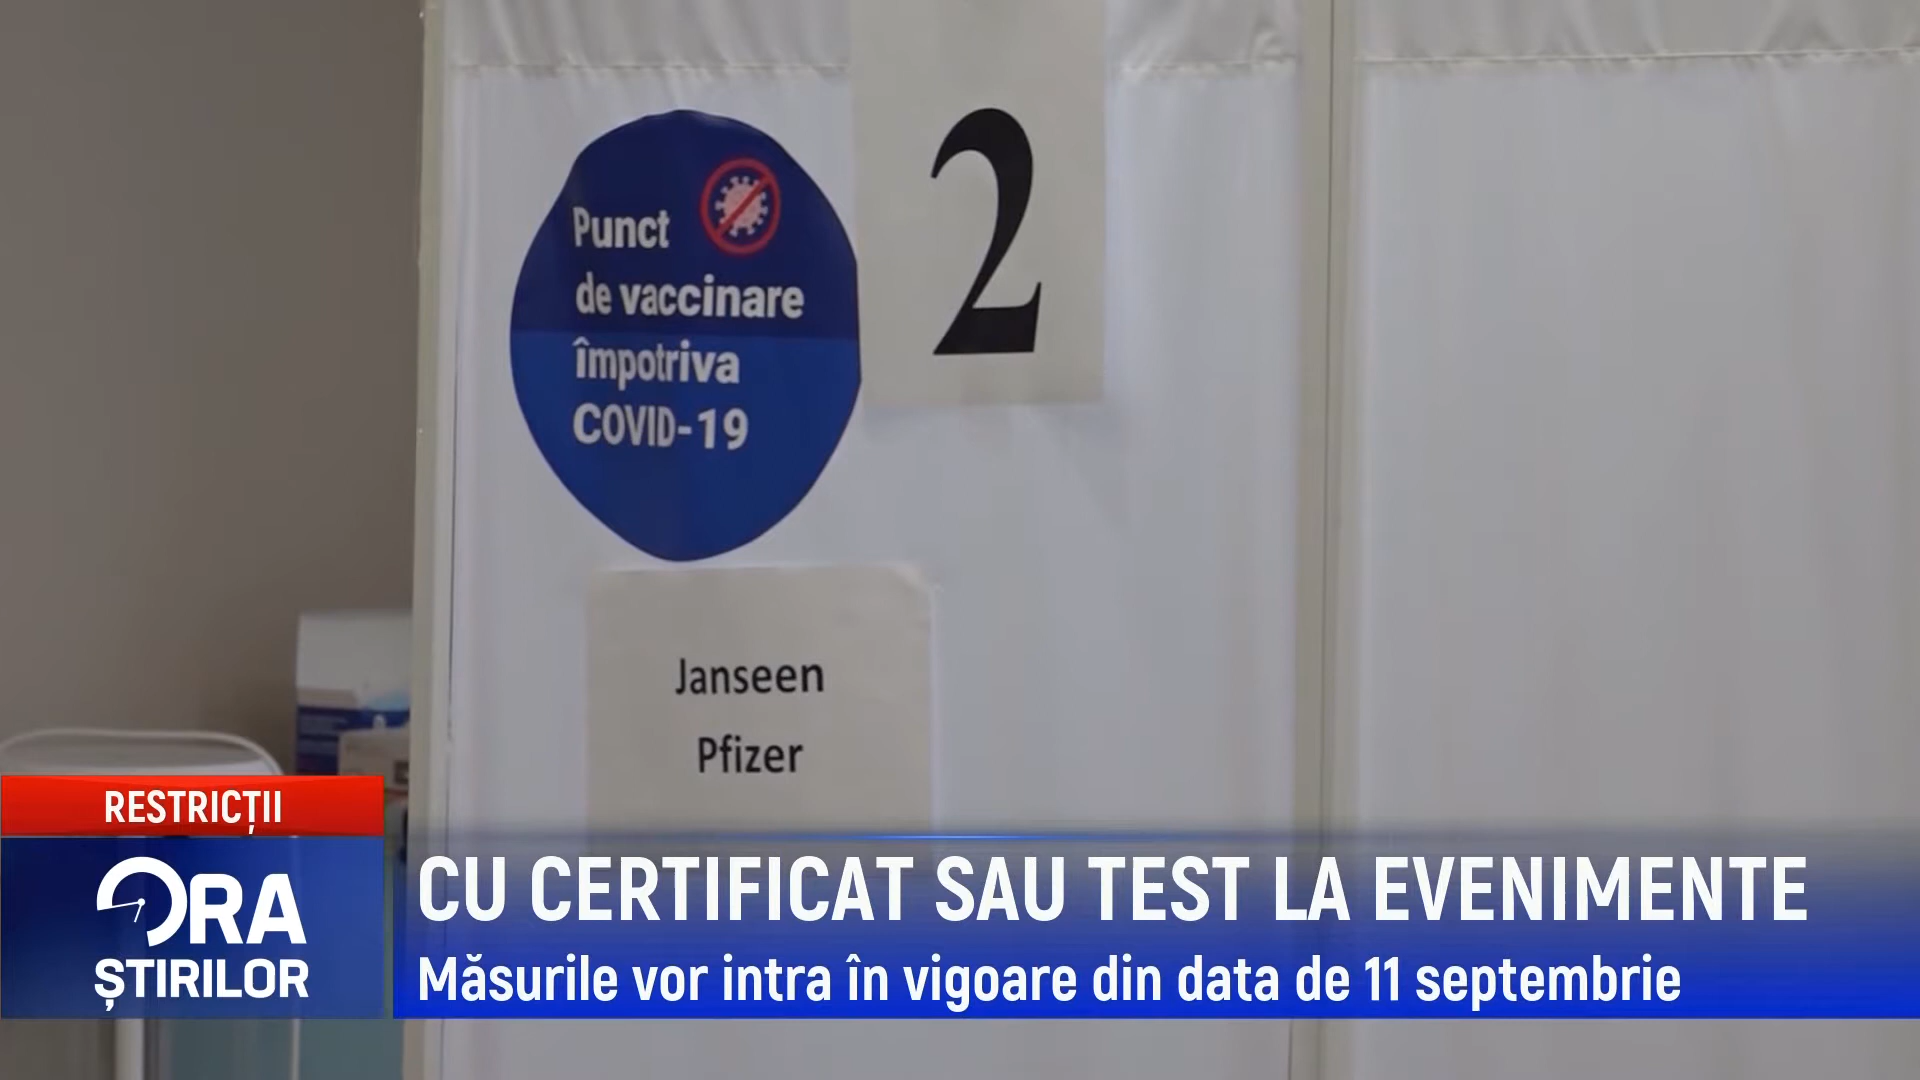 2
Punct
de vaccinare
împotriva
COVID-19
Janseen
Pfizer
RESTRICȚII
ORA
ȘTIRILOR
CU CERTIFICAT SAU TEST LA EVENIMENTE
Măsurile vor intra în vigoare din data de 11 septembrie